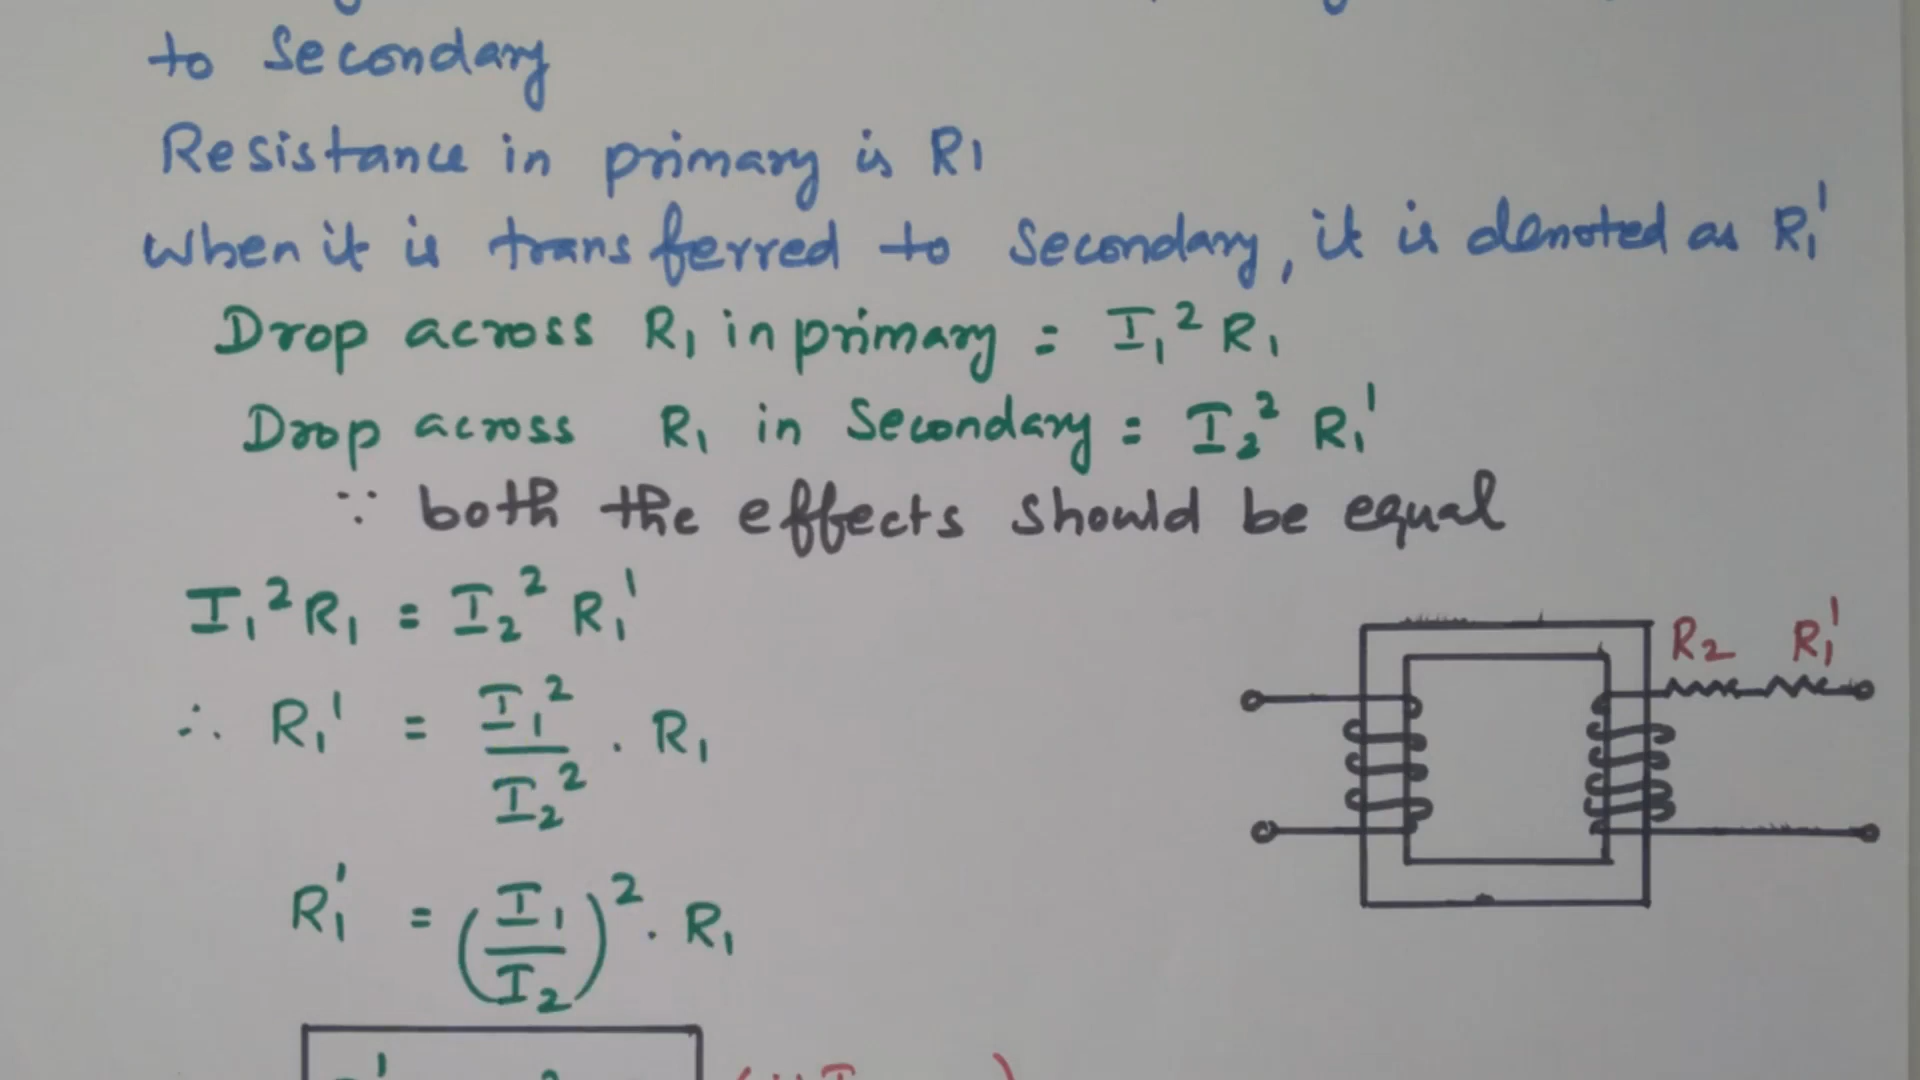 to Secondary
Resistance in primary is R1
When it is transferred to Secondary, it is denoted as R₁'
Drop across R₁ in primary = I₁² R₁
Drop across R₁ in Secondary = I₂² R₁'
∵ both the effects should be equal
I₁² R₁ = I₂² R₁'
∴ R₁' = I₁² / I₂² . R₁
R₁' = (I₁ / I₂)² . R₁
R₂ R₁'